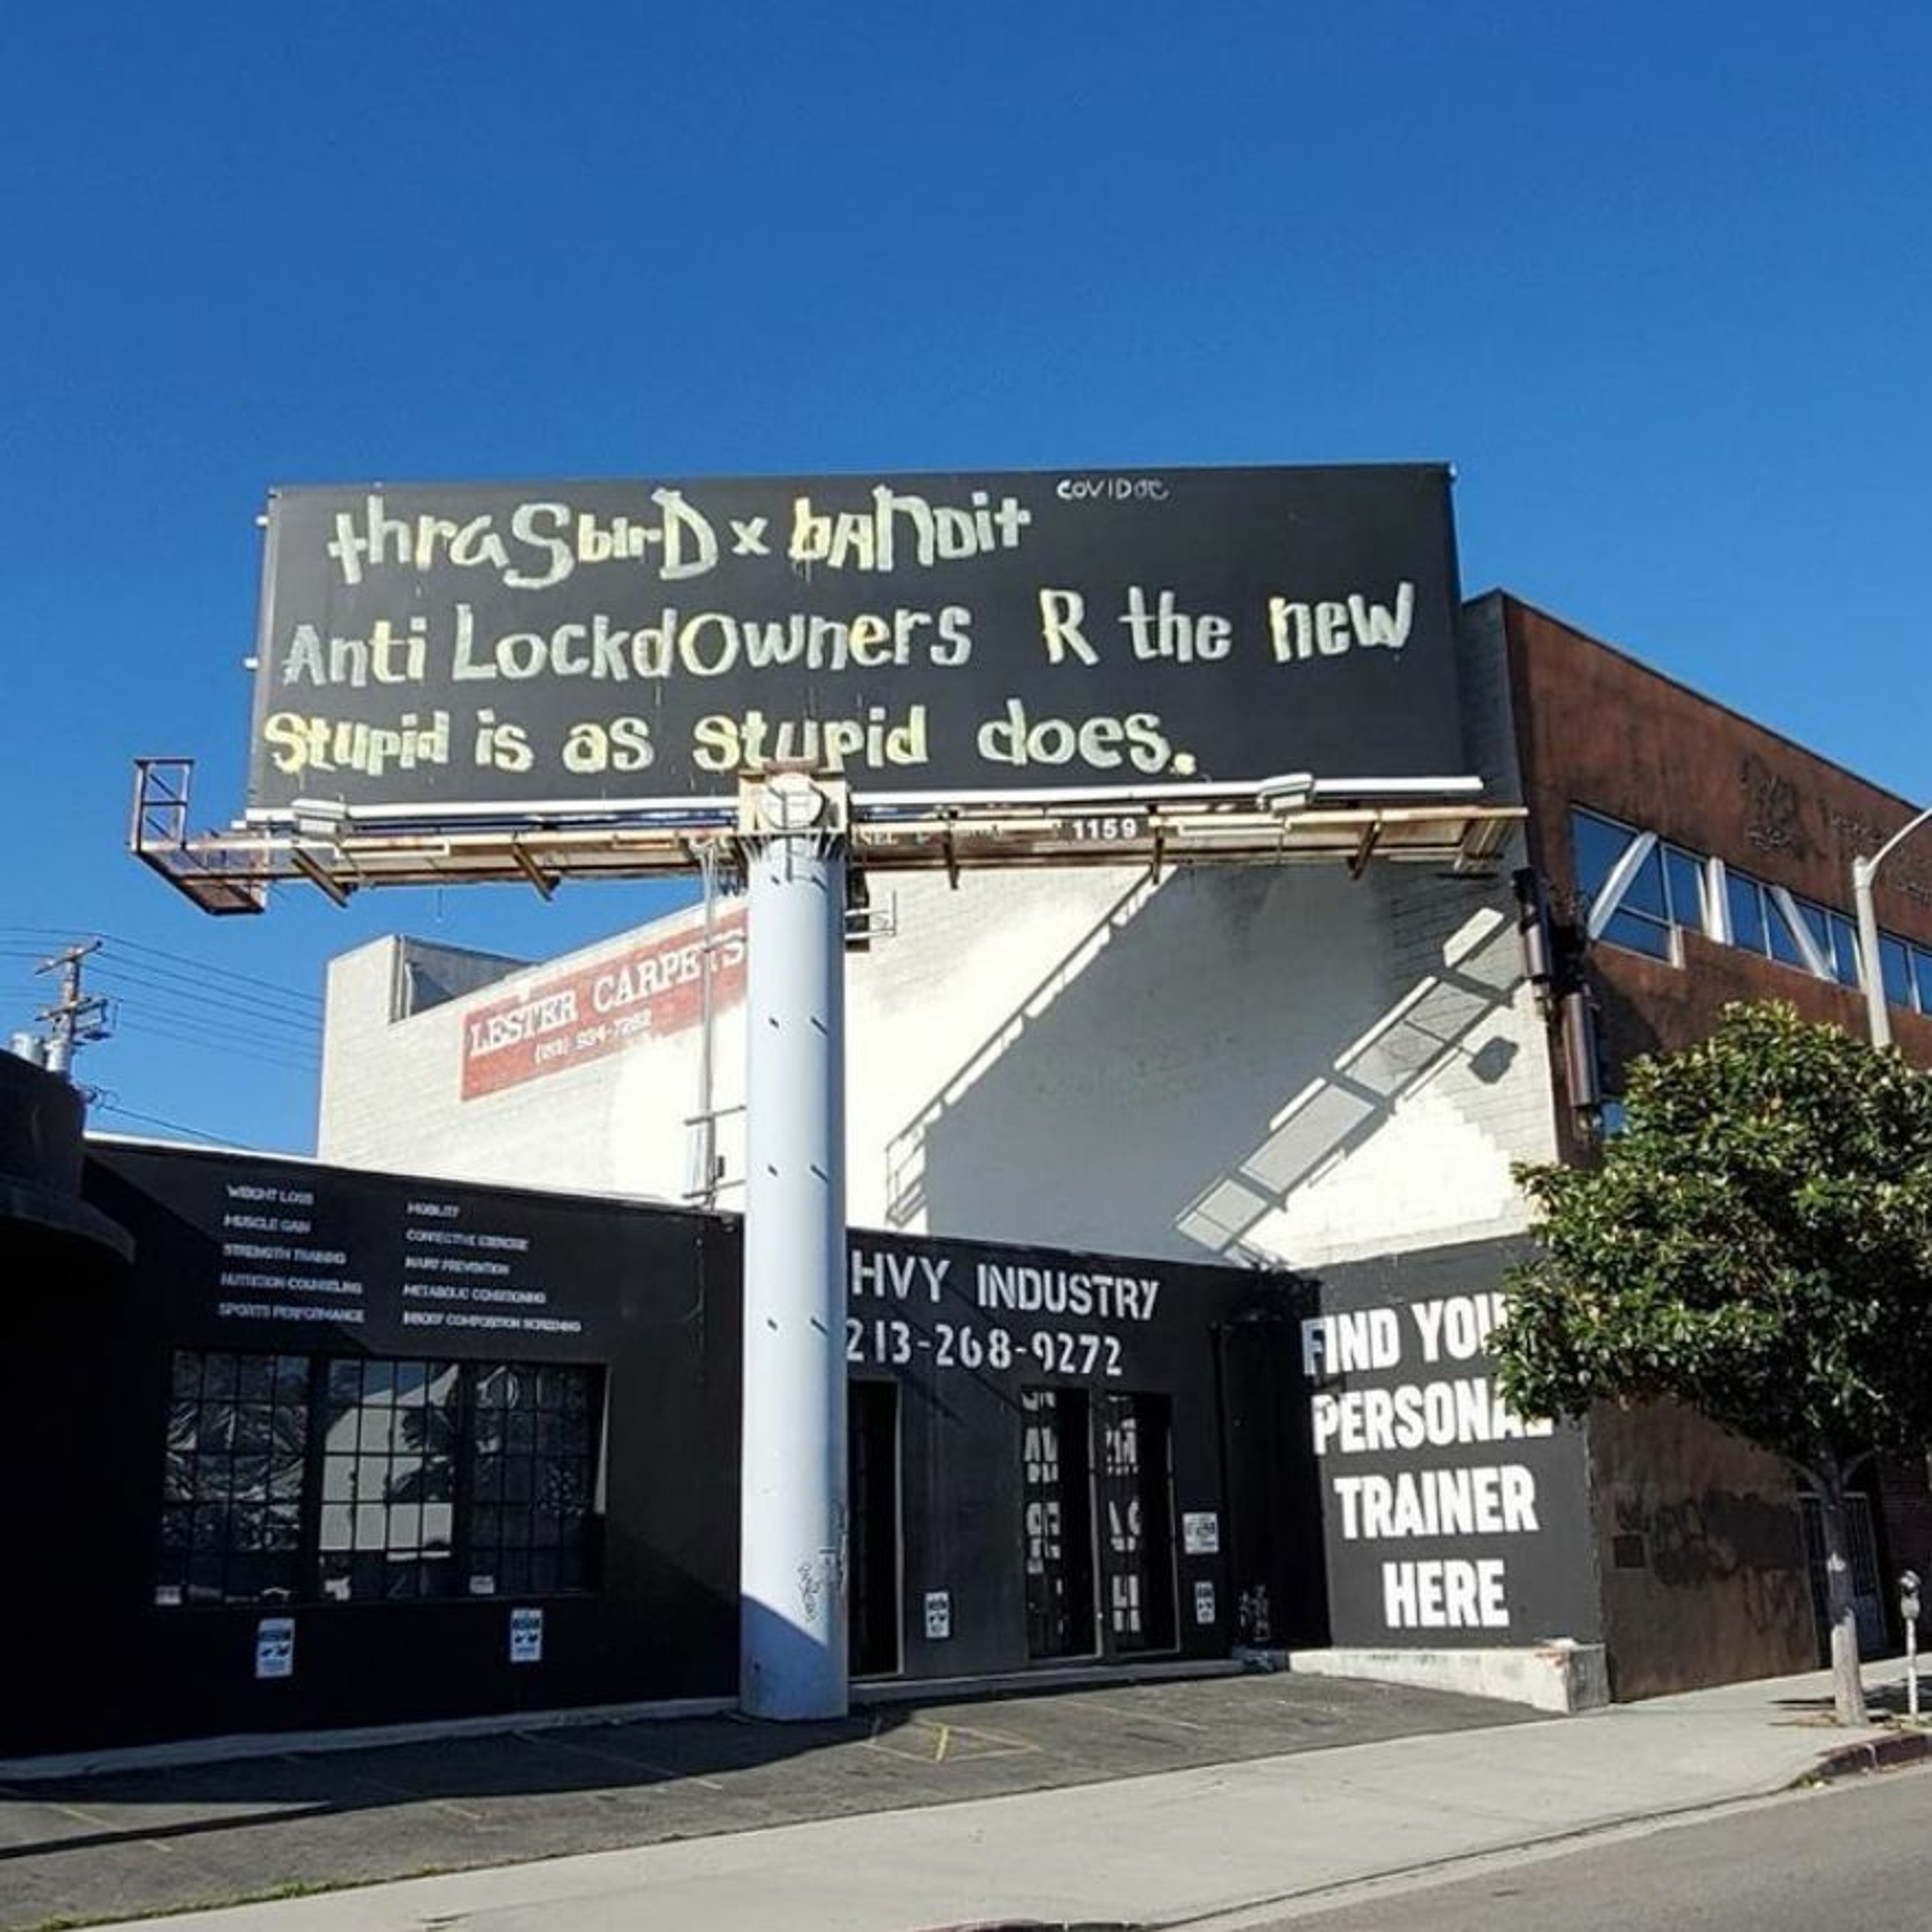 COVID
thraSbirD x baNDit
Anti LockdOwners R the new
Stupid is as stupid does.
1159
LESTER CARPETS
WEIGHT LOSS
MUSCLE GAIN
STRENGTH TRAINING
NUTRITION COUNSELING
SPORTS PERFORMANCE
MOBILITY
CORRECTIVE EXERCISE
INJURY PREVENTION
METABOLIC CONDITIONING
BODY COMPOSITION SCREENING
HVY INDUSTRY
213-268-9272
FIND YOU
PERSONAL
TRAINER
HERE